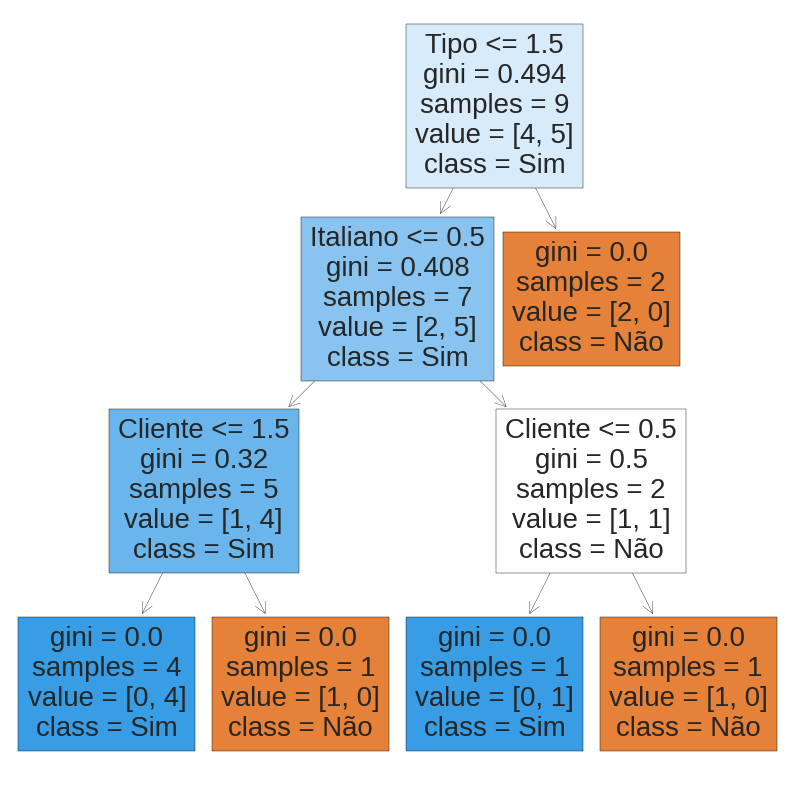 Tipo <= 1.5
gini = 0.494
samples = 9
value = [4, 5]
class = Sim
Italiano <= 0.5
gini = 0.408
samples = 7
value = [2, 5]
class = Sim
gini = 0.0
samples = 2
value = [2, 0]
class = Não
Cliente <= 1.5
gini = 0.32
samples = 5
value = [1, 4]
class = Sim
Cliente <= 0.5
gini = 0.5
samples = 2
value = [1, 1]
class = Não
gini = 0.0
samples = 4
value = [0, 4]
class = Sim
gini = 0.0
samples = 1
value = [1, 0]
class = Não
gini = 0.0
samples = 1
value = [0, 1]
class = Sim
gini = 0.0
samples = 1
value = [1, 0]
class = Não